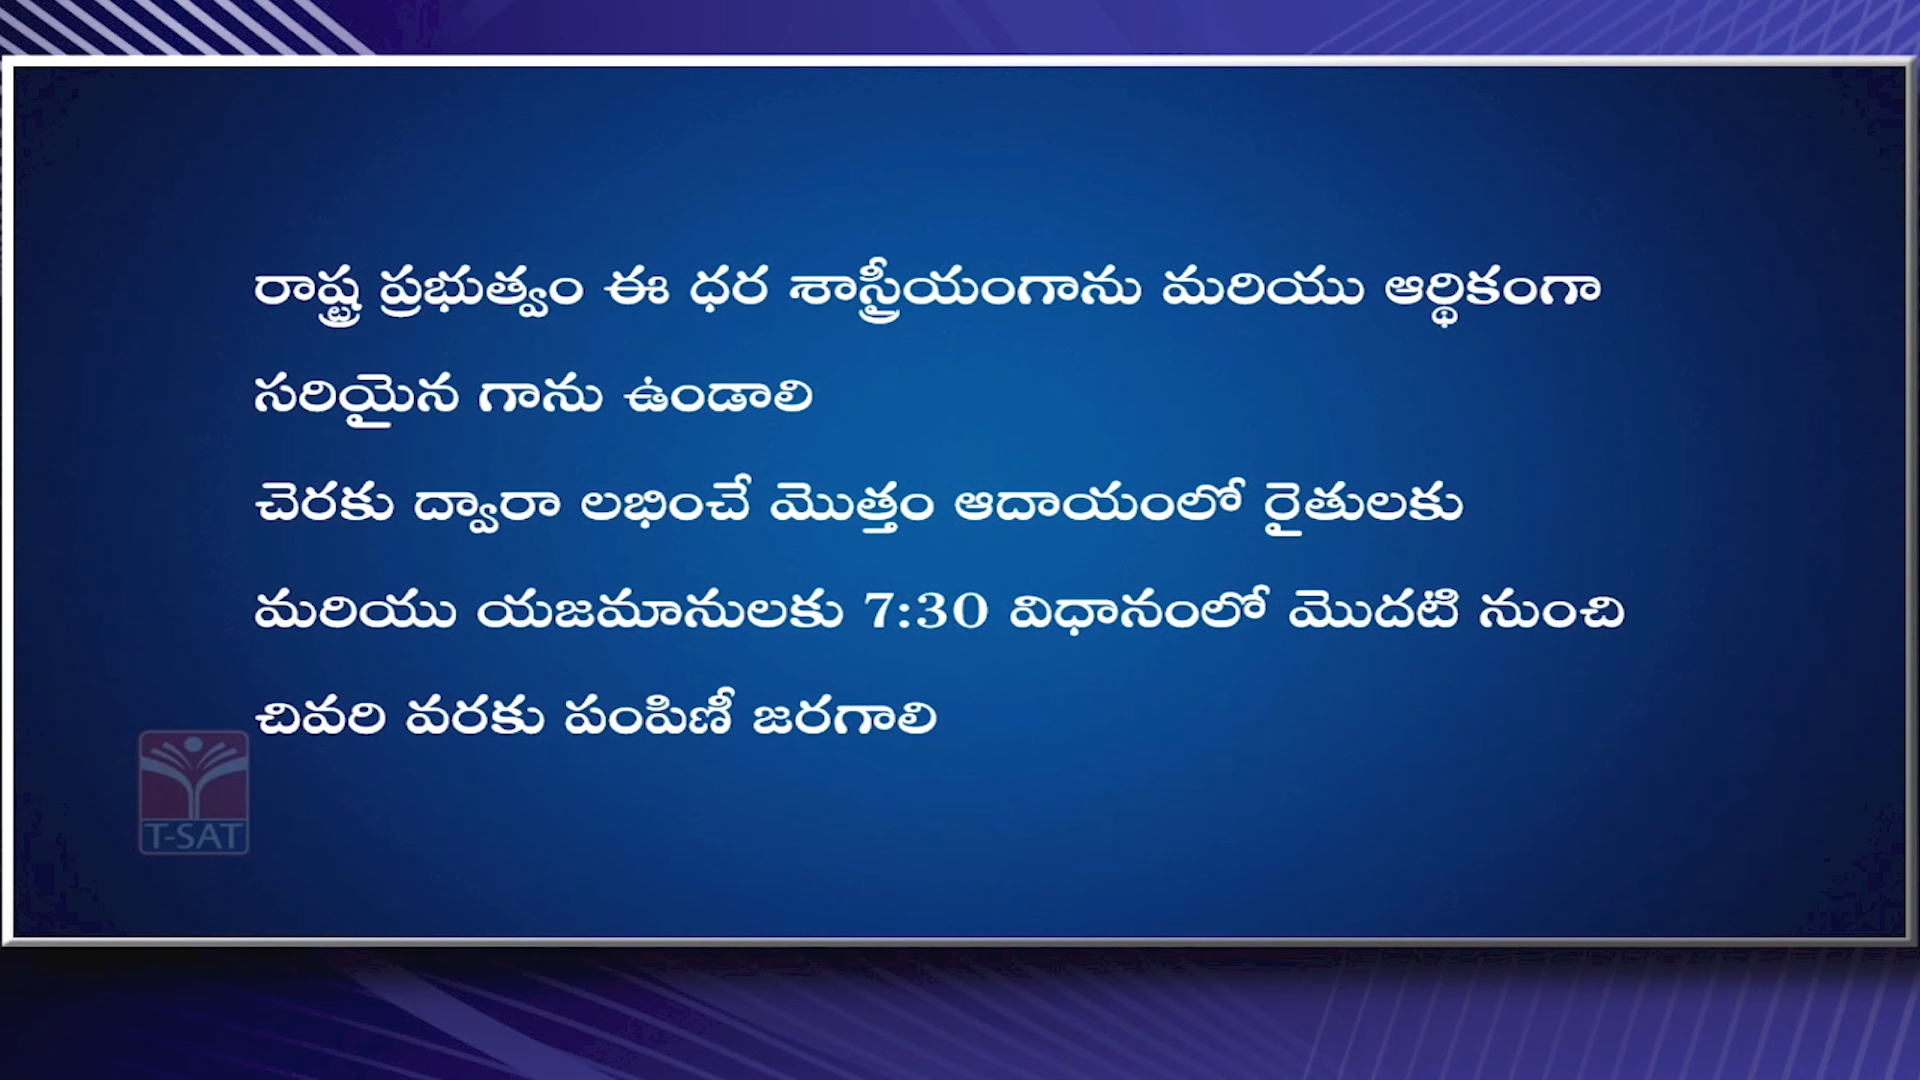 రాష్ట్ర ప్రభుత్వం ఈ ధర శాస్త్రీయంగాను మరియు ఆర్థికంగా
సరియైన గాను ఉండాలి
చెరకు ద్వారా లభించే మొత్తం ఆదాయంలో రైతులకు
మరియు యజమానులకు 7:30 విధానంలో మొదటి నుంచి
చివరి వరకు పంపిణీ జరగాలి
T-SAT